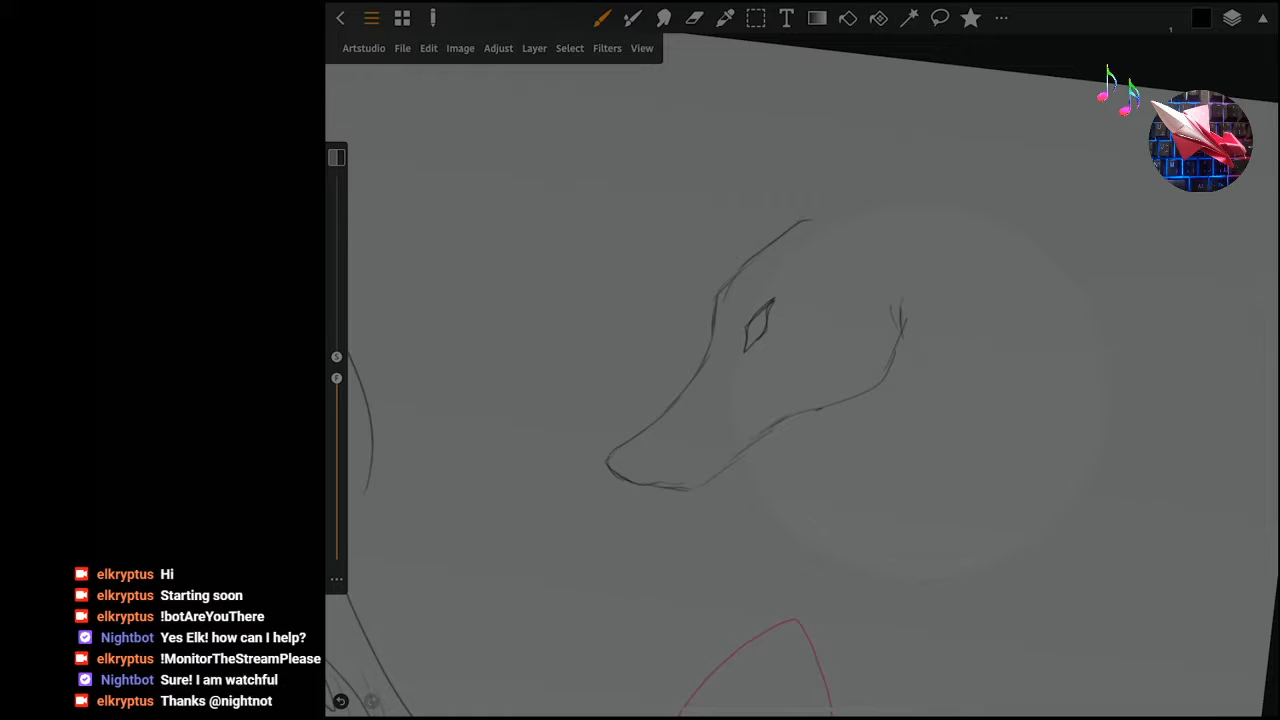 1
Artstudio File Edit Image Adjust Layer Select Filters View
S
F
elkryptus Hi
elkryptus Starting soon
elkryptus !botAreYouThere
Nightbot Yes Elk! how can I help?
elkryptus !MonitorTheStreamPlease
Nightbot Sure! I am watchful
elkryptus Thanks @nightnot